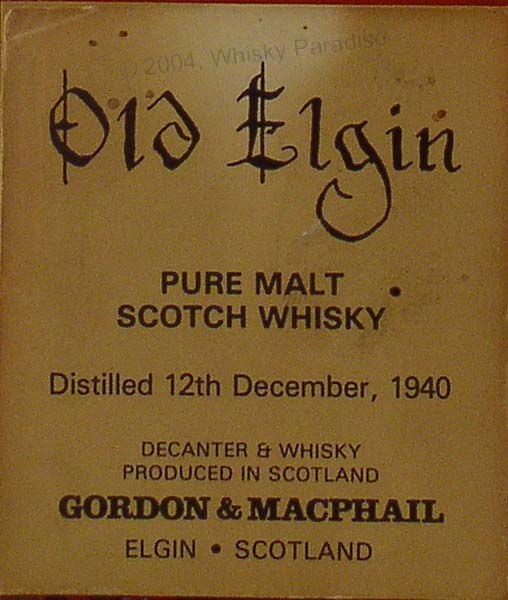 © 2004, Whisky Paradise
Old Elgin
PURE MALT
SCOTCH WHISKY
Distilled 12th December, 1940
DECANTER & WHISKY
PRODUCED IN SCOTLAND
GORDON & MACPHAIL
ELGIN • SCOTLAND